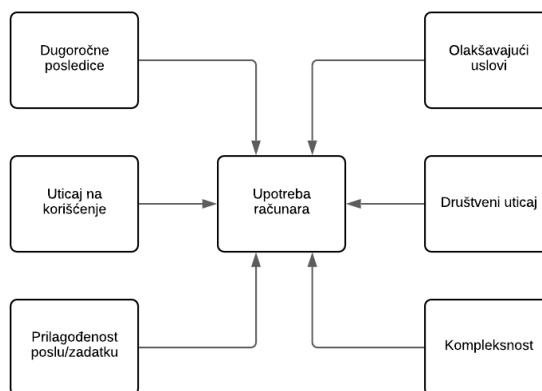 Dugoročne
posledice
Olakšavajući
uslovi
Uticaj na
korišćenje
Upotreba
računara
Društveni uticaj
Prilagođenost
poslu/zadatku
Kompleksnost